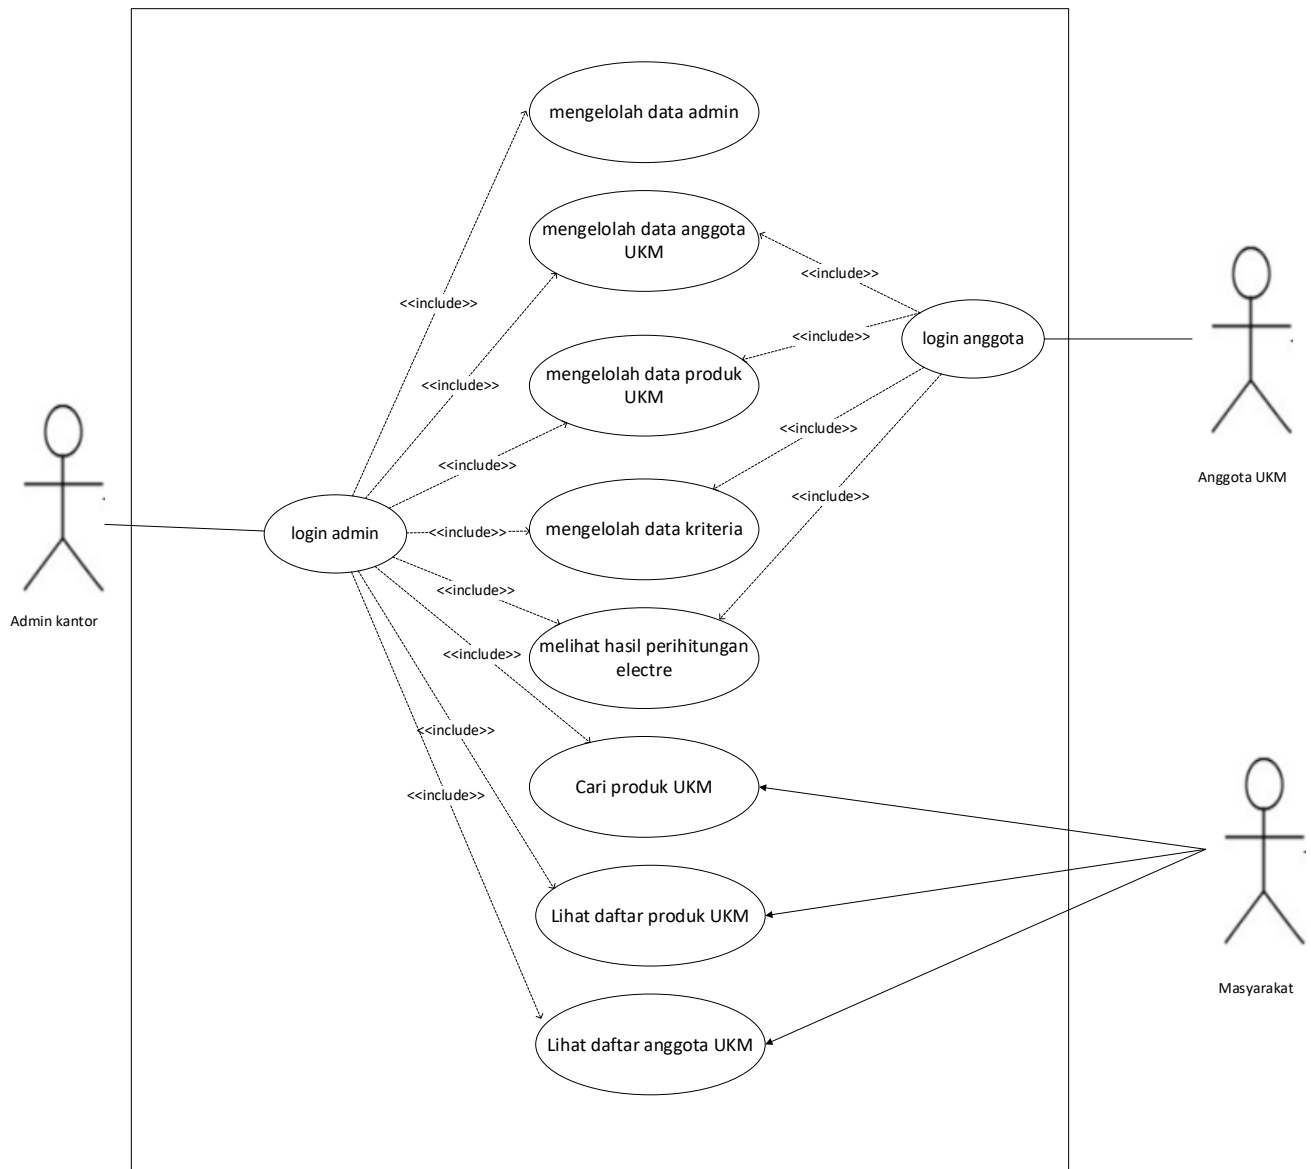 mengelolah data admin
mengelolah data anggota
UKM
<<include>>
<<include>>
<<include>>
login anggota
mengelolah data produk
UKM
<<include>>
<<include>>
<<include>>
Anggota UKM
<<include>>
mengelolah data kriteria
login admin
<<include>>
<<include>>
Admin kantor
melihat hasil perihitungan
electre
<<include>>
<<include>>
<<include>>
Cari produk UKM
<<include>>
Lihat daftar produk UKM
Masyarakat
Lihat daftar anggota UKM